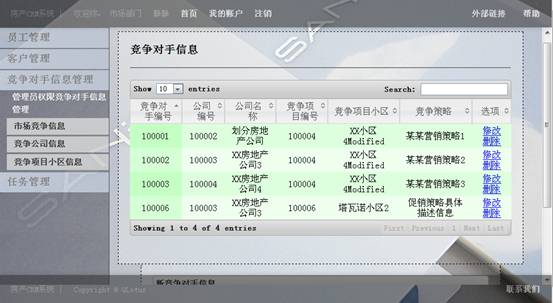 房产CRM系统 | 欢迎你, 市场部门 静静 首页 我的账户 注销 外部链接 帮助
员工管理
客户管理
竞争对手信息管理
管理员权限竞争对手信息管理
市场竞争信息
竞争公司信息
竞争项目小区信息
任务管理
竞争对手信息
Show 10 entries Search:
竞争对手编号 公司编号 公司名称 竞争项目编号 竞争项目小区 竞争策略 选项
100001 100002 划分房地产公司 100004 XX小区4Modified 某某营销策略1 修改 删除
100002 100003 XX房地产公司3 100004 XX小区4Modified 某某营销策略2 修改 删除
100003 100004 XX房地产公司4 100004 XX小区4Modified 某某营销策略3 修改 删除
100006 100003 XX房地产公司3 100006 塔瓦诺小区2 促销策略具体描述信息 修改 删除
Showing 1 to 4 of 4 entries First Previous 1 Next Last
新竞争对手信息
房产CRM系统 | Copyright © 联系我们